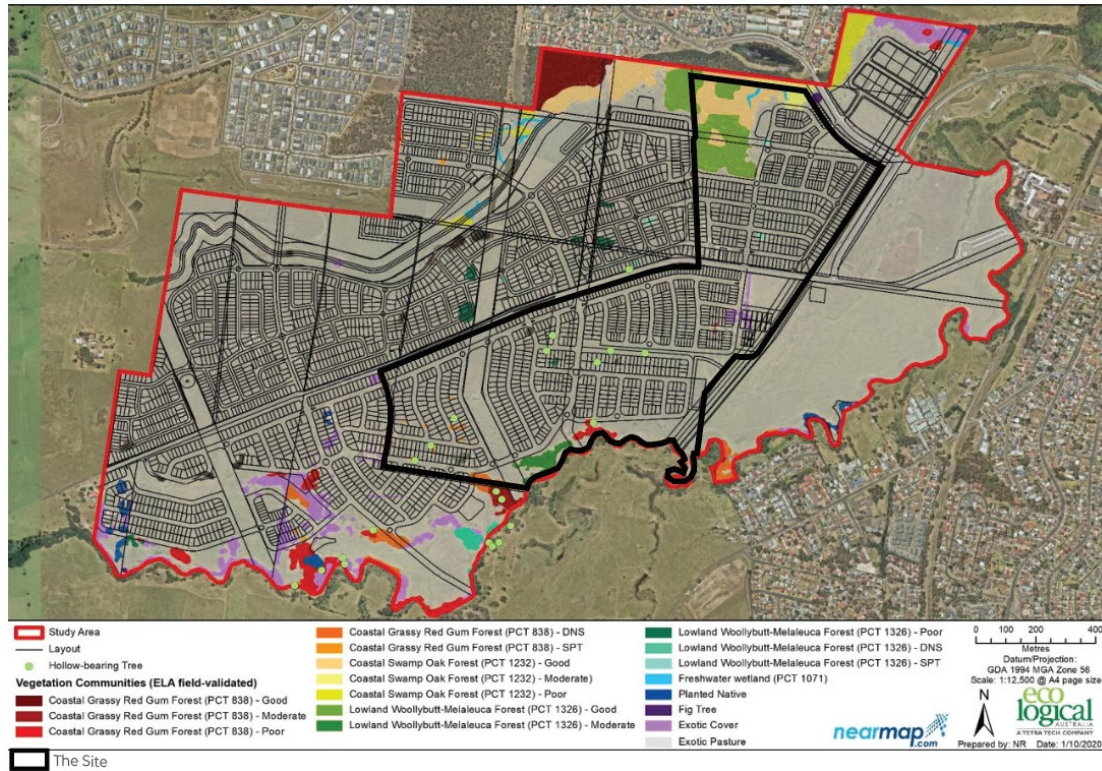 Study Area
Layout
Hollow-bearing Tree
Vegetation Communities (ELA field-validated)
Coastal Grassy Red Gum Forest (PCT 838) - Good
Coastal Grassy Red Gum Forest (PCT 838) - Moderate
Coastal Grassy Red Gum Forest (PCT 838) - Poor
Coastal Grassy Red Gum Forest (PCT 838) - DNS
Coastal Grassy Red Gum Forest (PCT 838) - SPT
Coastal Swamp Oak Forest (PCT 1232) - Good
Coastal Swamp Oak Forest (PCT 1232) - Moderate)
Coastal Swamp Oak Forest (PCT 1232) - Poor
Lowland Woollybutt-Melaleuca Forest (PCT 1326) - Good
Lowland Woollybutt-Melaleuca Forest (PCT 1326) - Moderate
Lowland Woollybutt-Melaleuca Forest (PCT 1326) - Poor
Lowland Woollybutt-Melaleuca Forest (PCT 1326) - DNS
Lowland Woollybutt-Melaleuca Forest (PCT 1326) - SPT
Freshwater wetland (PCT 1071)
Planted Native
Fig Tree
Exotic Cover
Exotic Pasture
nearmap.com
0 100 200 400
Metres
Datum/Projection:
GDA 1994 MGA Zone 56
Scale: 1:12,500 @ A4 page size
N
eco
logical
AUSTRALIA
A TETRA TECH COMPANY
Prepared by: NR Date: 1/10/2020
The Site